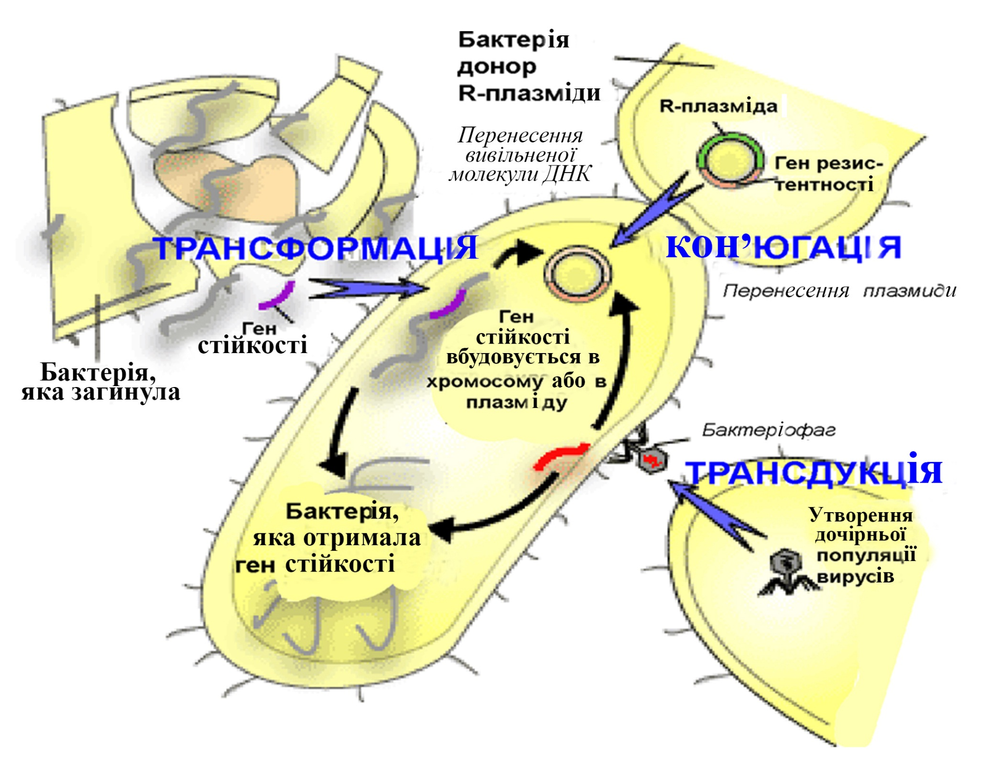 Бактерія
донор
R-плазміди
Перенесення
вивільненої
молекули ДНК
R-плазміда
Ген резис-
тентності
ТРАНСФОРМАЦІЯ
КОН’ЮГАЦІЯ
Перенесення плазмиди
Ген
стійкості
Бактерія,
яка загинула
Ген
стійкості
вбудовується в
хромосому або в
плазміду
Бактеріофаг
ТРАНСДУКЦія
Утворення
дочірньої
популяції
вирусів
Бактерія,
яка отримала
ген стійкості